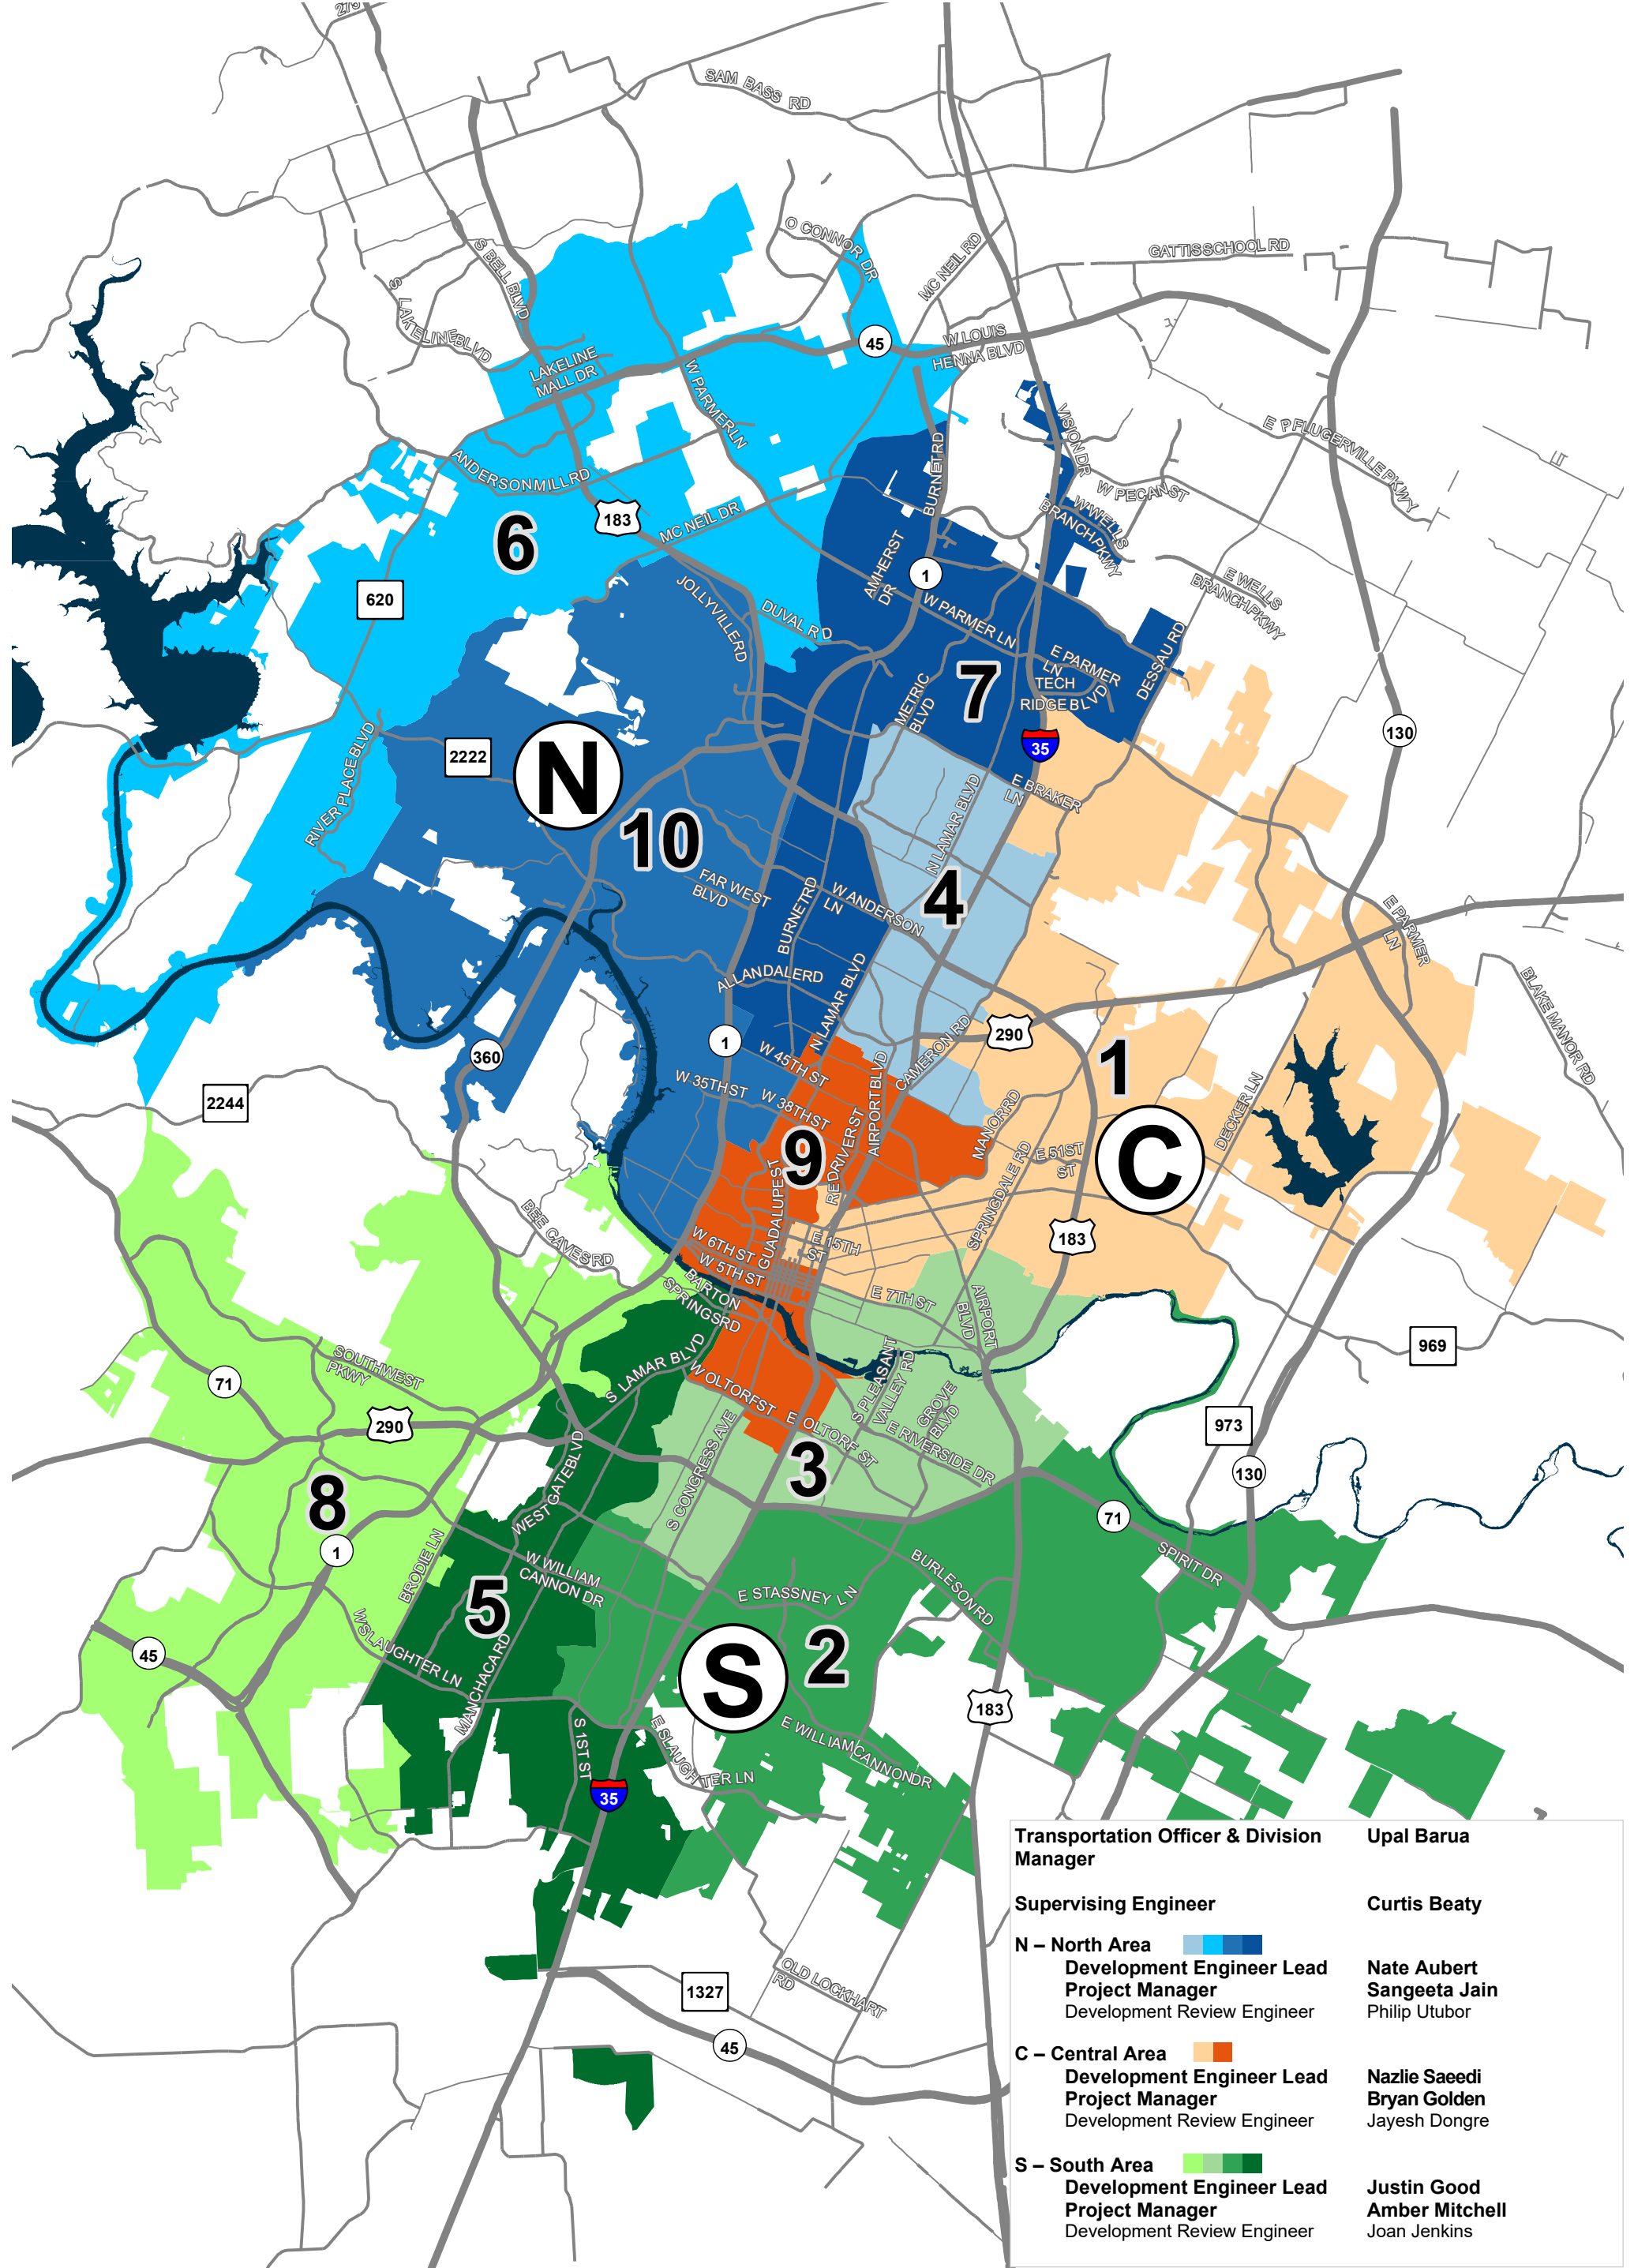 275
SAM BASS RD
O CONNOR DR
MC NEIL RD
GATTIS SCHOOL RD
S BELL BLVD
S LAKELINE BLVD
LAKELINE
MALL DR
45
W LOUIS
HENNA BLVD
W PARMER LN
VISION DR
E PFLUGERVILLE PKWY
BURNET RD
ANDERSON MILL RD
W PECAN ST
183
MC NEIL DR
W WELLS
BRANCH PKWY
6
AMHERST
DR
1
E WELLS
BRANCH PKWY
620
JOLLYVILLE RD
DUVAL RD
W PARMER LN
E PARMER
LN
TECH
RIDGE BLVD
DESSAU RD
7
METRIC
BLVD
35
130
RIVER PLACE BLVD
2222
N
E BRAKER
LN
N LAMAR BLVD
10
4
FAR WEST
BLVD
BURNET RD
W ANDERSON
LN
E PARMER
LN
ALLANDALE RD
N LAMAR BLVD
BLAKE MANOR RD
360
1
CAMERON RD
290
1
W 45TH ST
W 35TH ST
W 38TH ST
AIRPORT BLVD
2244
MANOR RD
DECKER LN
9
RED RIVER ST
E 51ST
ST
C
GUADALUPE ST
SPRINGDALE RD
BEE CAVES RD
W 6TH ST
W 5TH ST
E 15TH
ST
183
BARTON
SPRINGS RD
E 7TH ST
AIRPORT
BLVD
969
SOUTHWEST
PKWY
71
S LAMAR BLVD
W OLTORF ST
S PLEASANT
VALLEY RD
GROVE
BLVD
290
S CONGRESS AVE
E OLTORF ST
E RIVERSIDE DR
973
WEST GATE BLVD
3
130
8
71
1
BRODIE LN
W WILLIAM
CANNON DR
BURLESON RD
SPIRIT DR
E STASSNEY LN
5
2
W SLAUGHTER LN
45
MANCHACA RD
S
183
S 1ST ST
E SLAUGHTER LN
E WILLIAM CANNON DR
35
OLD LOCKHART
RD
1327
45
Transportation Officer & Division Upal Barua
Manager
Supervising Engineer Curtis Beaty
N – North Area
Development Engineer Lead Nate Aubert
Project Manager Sangeeta Jain
Development Review Engineer Philip Utubor
C – Central Area
Development Engineer Lead Nazlie Saeedi
Project Manager Bryan Golden
Development Review Engineer Jayesh Dongre
S – South Area
Development Engineer Lead Justin Good
Project Manager Amber Mitchell
Development Review Engineer Joan Jenkins